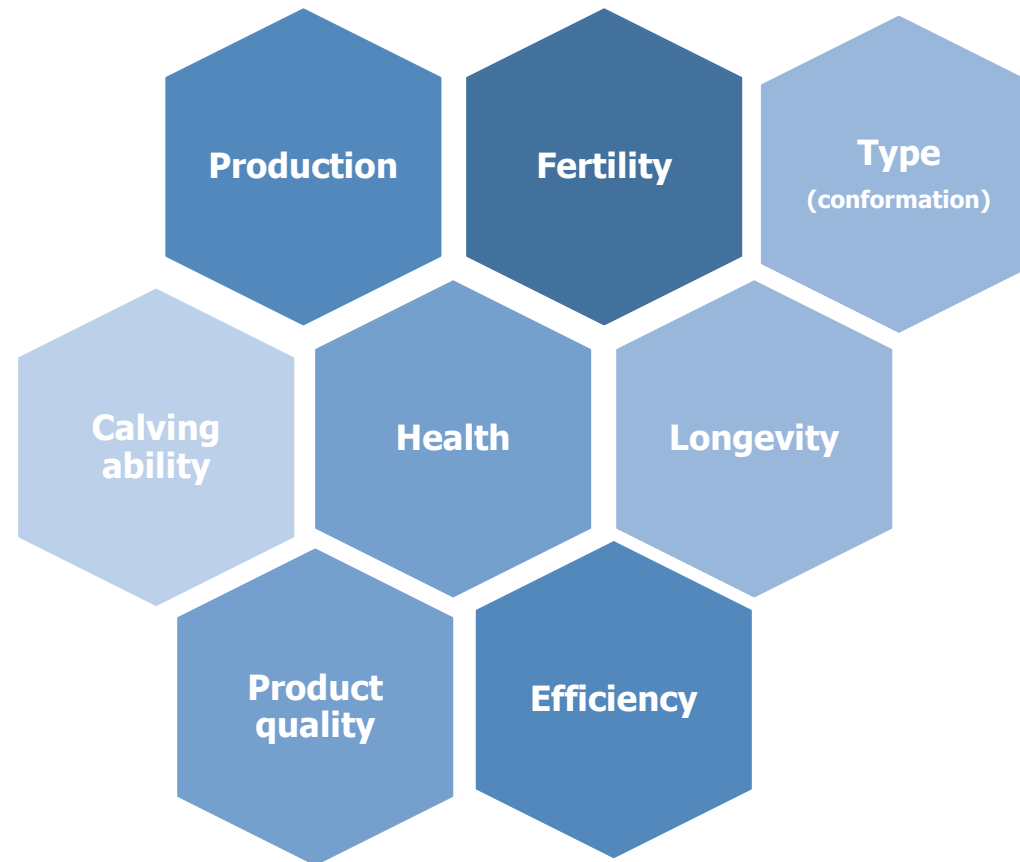 Production
Fertility
Type
(conformation)
Calving
ability
Health
Longevity
Product
quality
Efficiency